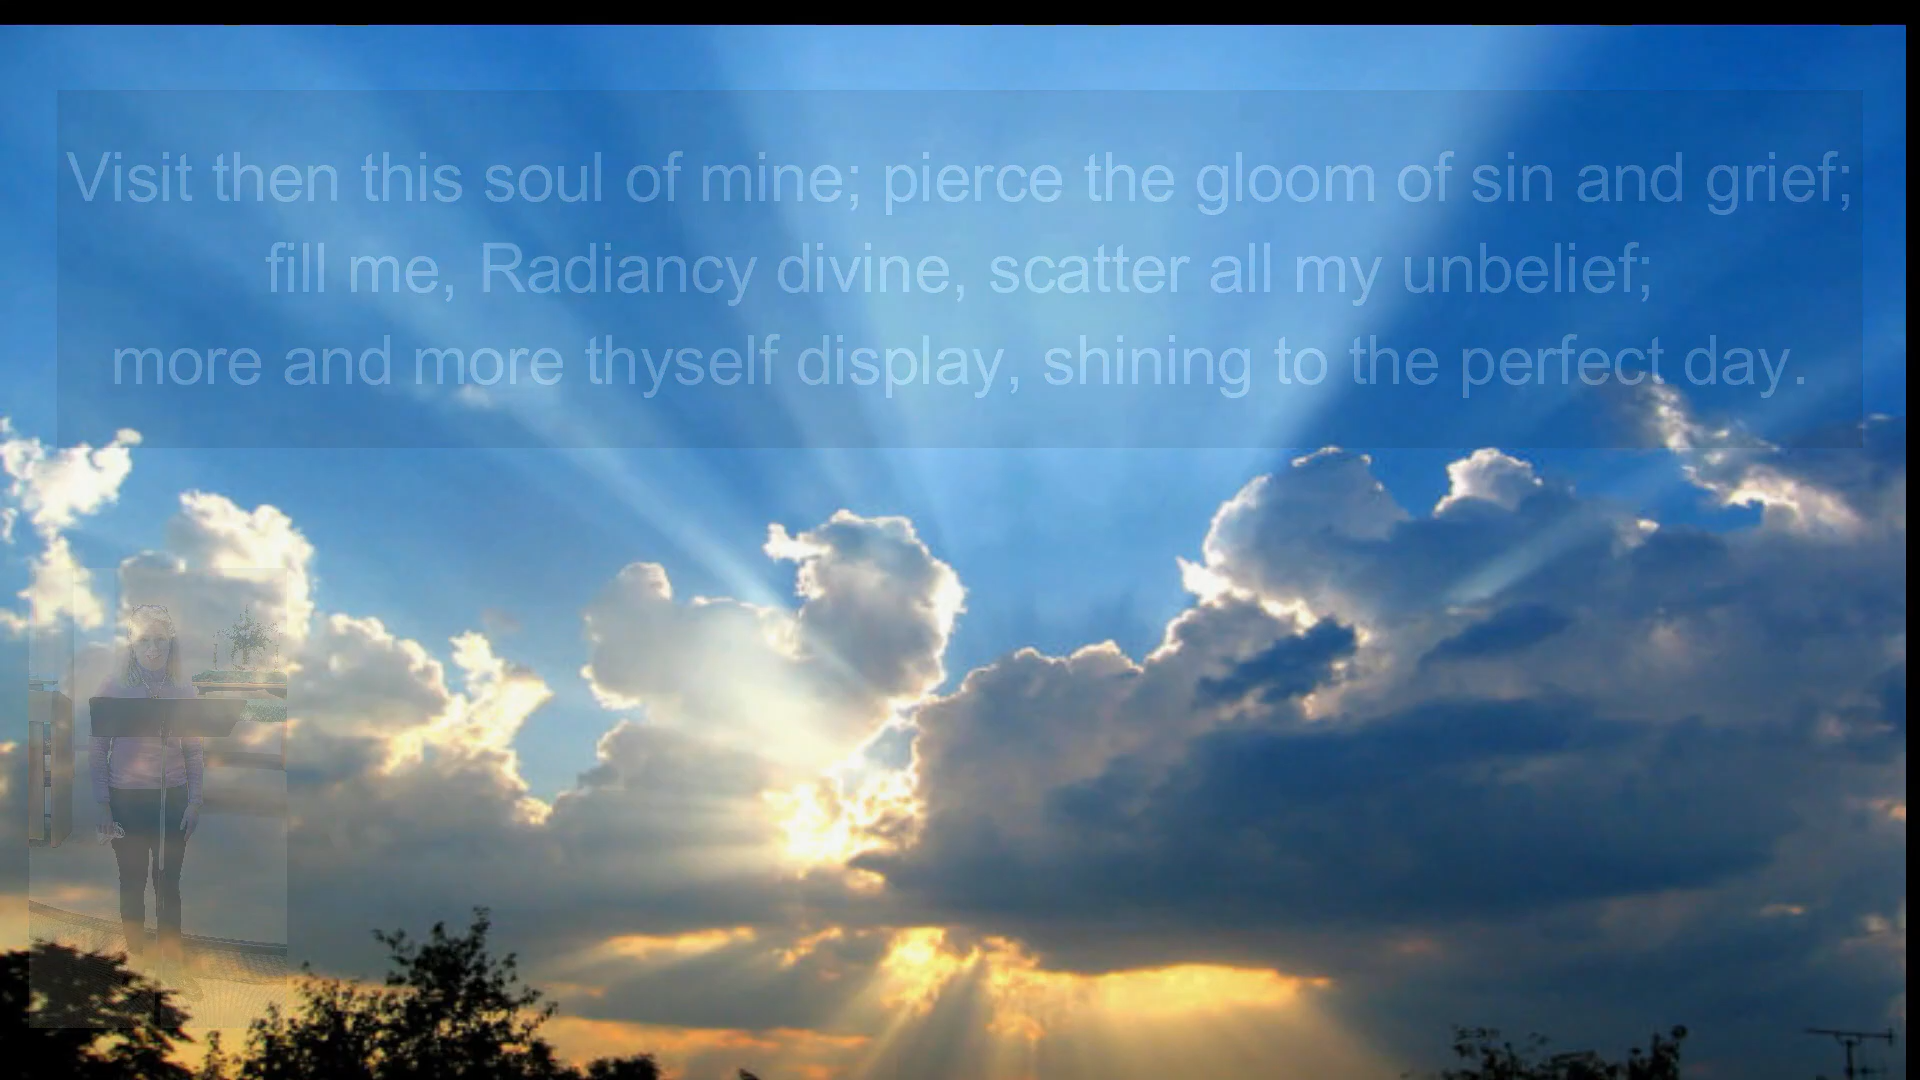 Visit then this soul of mine; pierce the gloom of sin and grief;
fill me, Radiancy divine, scatter all my unbelief;
more and more thyself display, shining to the perfect day.